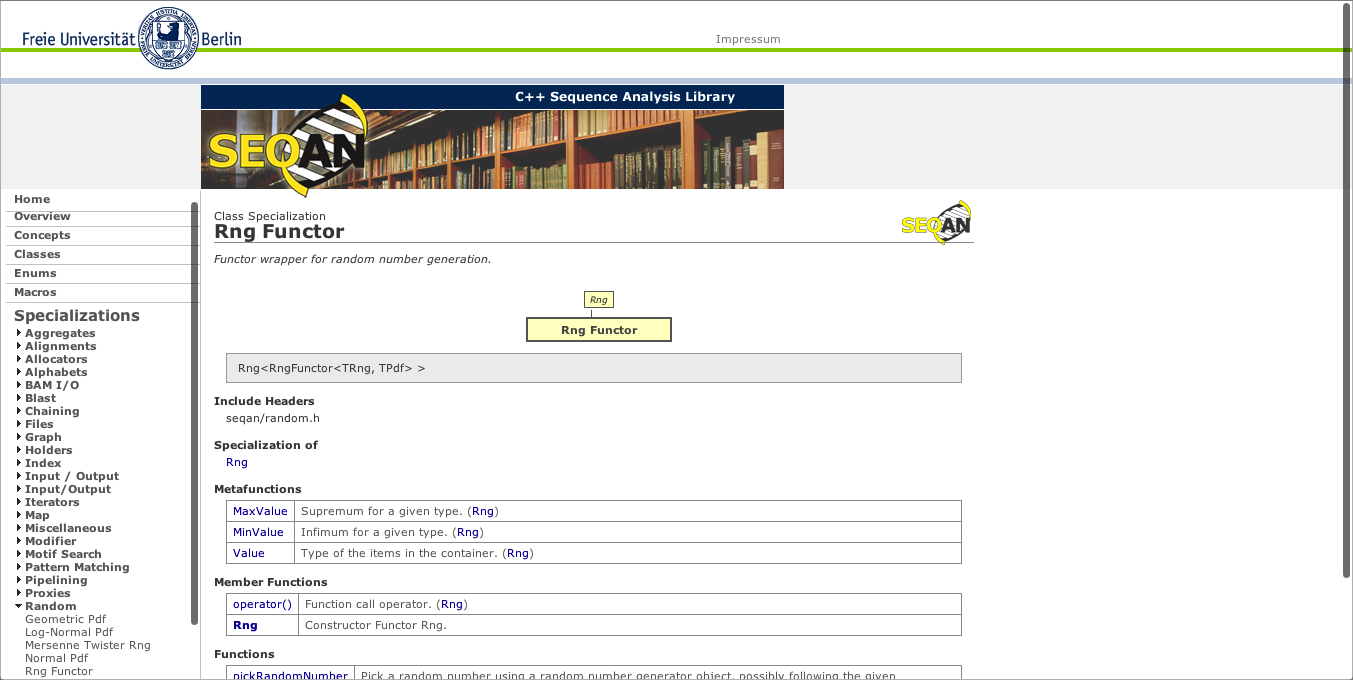 Freie Universität Berlin
Impressum
C++ Sequence Analysis Library
SEQAN
Home
Overview
Concepts
Classes
Enums
Macros
Specializations
Aggregates
Alignments
Allocators
Alphabets
BAM I/O
Blast
Chaining
Files
Graph
Holders
Index
Input / Output
Input/Output
Iterators
Map
Miscellaneous
Modifier
Motif Search
Pattern Matching
Pipelining
Proxies
Random
Geometric Pdf
Log-Normal Pdf
Mersenne Twister Rng
Normal Pdf
Rng Functor
Class Specialization
Rng Functor
SEQAN
Functor wrapper for random number generation.
Rng
Rng Functor
Rng<RngFunctor<TRng, TPdf> >
Include Headers
seqan/random.h
Specialization of
Rng
Metafunctions
MaxValue Supremum for a given type. (Rng)
MinValue Infimum for a given type. (Rng)
Value Type of the items in the container. (Rng)
Member Functions
operator() Function call operator. (Rng)
Rng Constructor Functor Rng.
Functions
pickRandomNumber Pick a random number using a random number generator object, possibly following the given